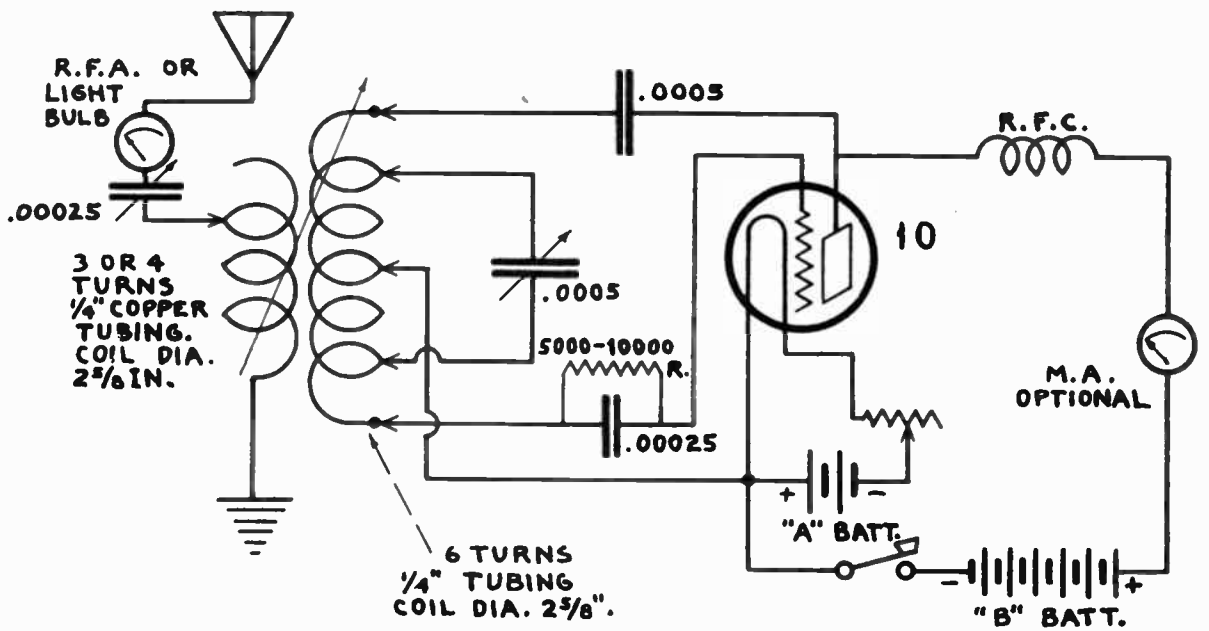 R.F.A. OR
LIGHT
BULB
.00025
3 OR 4
TURNS
1/4" COPPER
TUBING.
COIL DIA.
2 5/8 IN.
.0005
R.F.C.
10
.0005
5000-10000
R.
.00025
M.A.
OPTIONAL
+ -
"A" BATT.
- +
"B" BATT.
6 TURNS
1/4" TUBING
COIL DIA. 2 5/8".